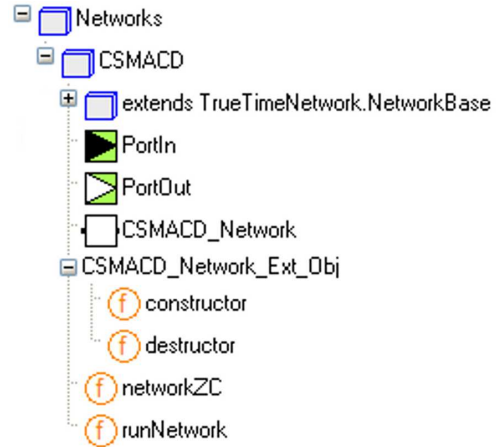 Networks
CSMACD
extends TrueTimeNetwork.NetworkBase
PortIn
PortOut
CSMACD_Network
CSMACD_Network_Ext_Obj
f constructor
f destructor
f networkZC
f runNetwork